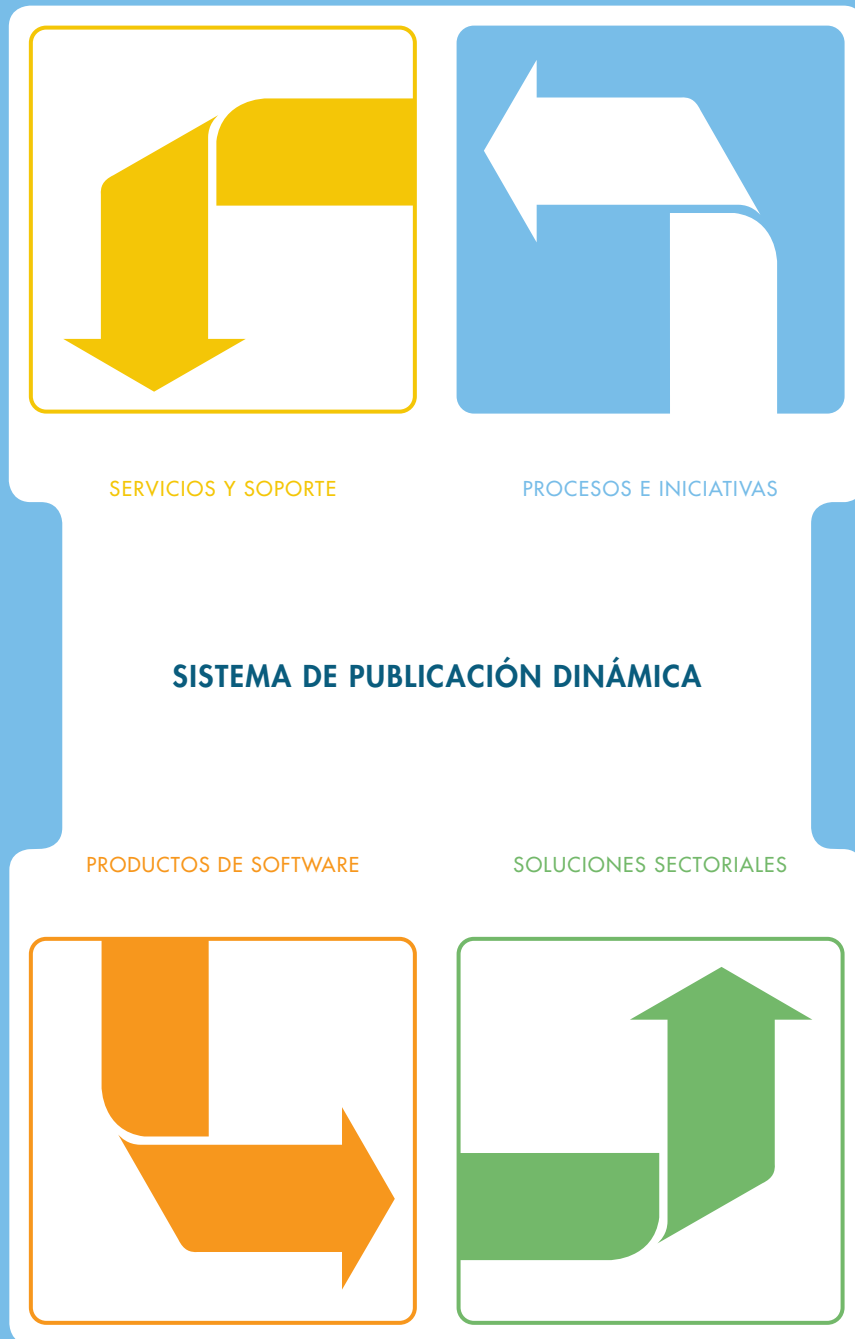 SERVICIOS Y SOPORTE
PROCESOS E INICIATIVAS
SISTEMA DE PUBLICACIÓN DINÁMICA
PRODUCTOS DE SOFTWARE
SOLUCIONES SECTORIALES